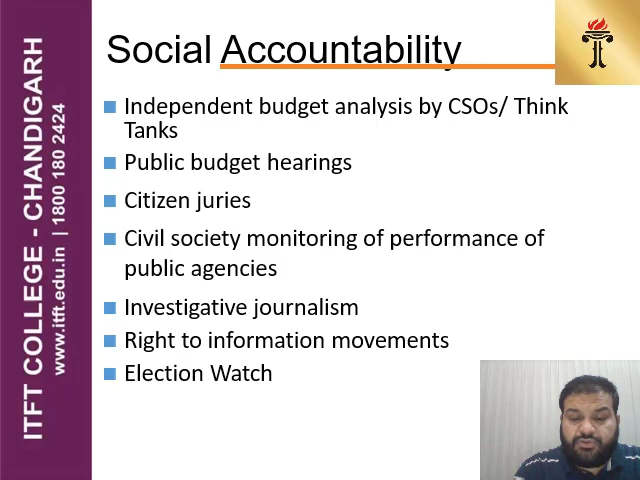 ITFT COLLEGE - CHANDIGARH
www.itft.edu.in | 1800 180 2424
Social Accountability
Independent budget analysis by CSOs/ Think
Tanks
Public budget hearings
Citizen juries
Civil society monitoring of performance of
public agencies
Investigative journalism
Right to information movements
Election Watch